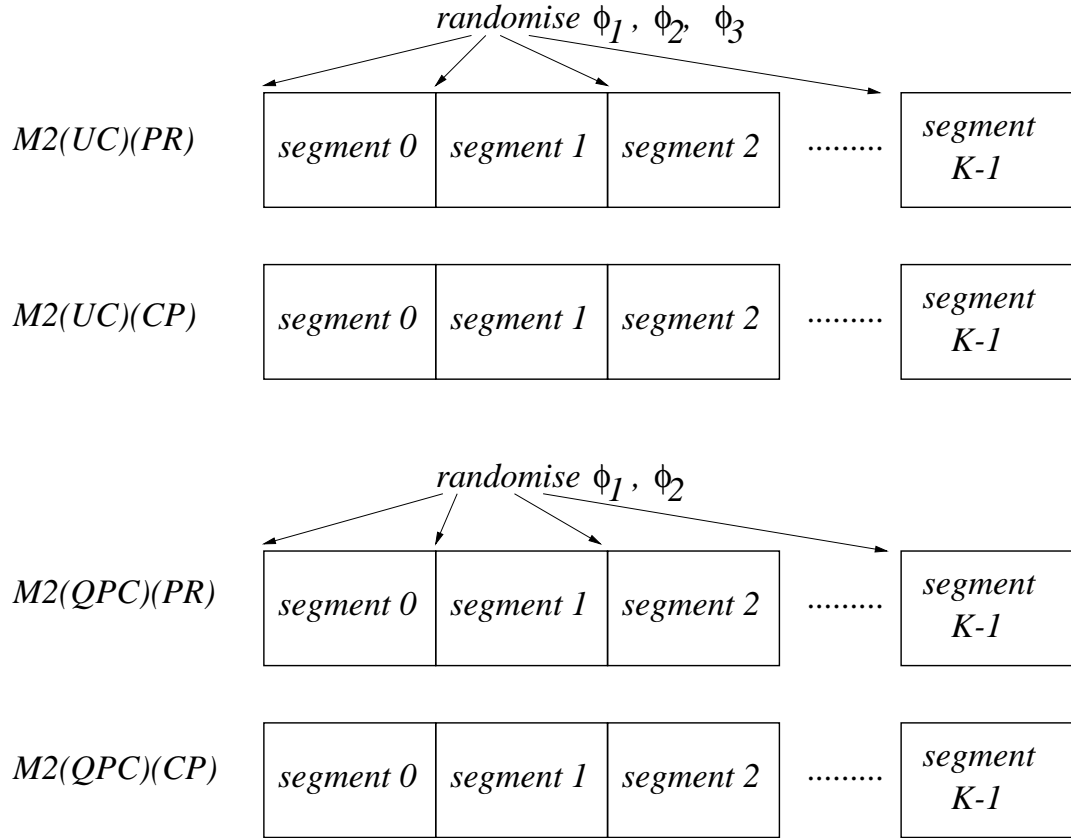 randomise ϕ1 , ϕ2, ϕ3
M2(UC)(PR) segment 0 segment 1 segment 2 ......... segment K-1
M2(UC)(CP) segment 0 segment 1 segment 2 ......... segment K-1
randomise ϕ1 , ϕ2
M2(QPC)(PR) segment 0 segment 1 segment 2 ......... segment K-1
M2(QPC)(CP) segment 0 segment 1 segment 2 ......... segment K-1